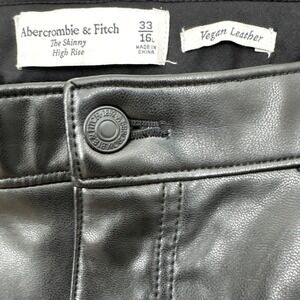 Abercrombie & Fitch
The Skinny
High Rise
33
16L
MADE IN
CHINA
Vegan Leather